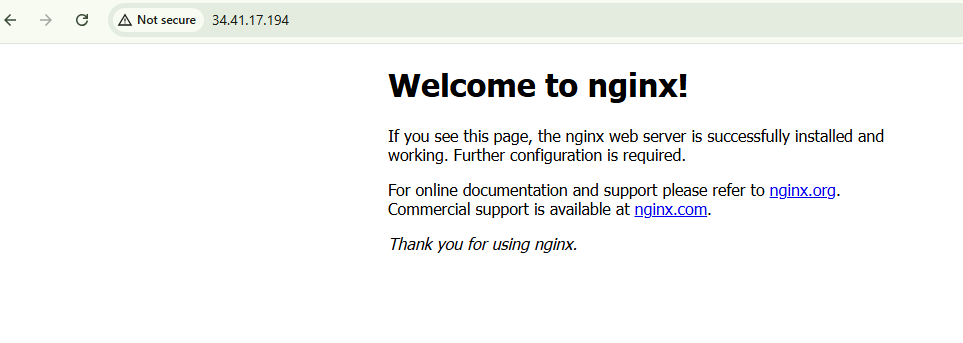 Not secure 34.41.17.194
Welcome to nginx!
If you see this page, the nginx web server is successfully installed and
working. Further configuration is required.
For online documentation and support please refer to nginx.org.
Commercial support is available at nginx.com.
Thank you for using nginx.